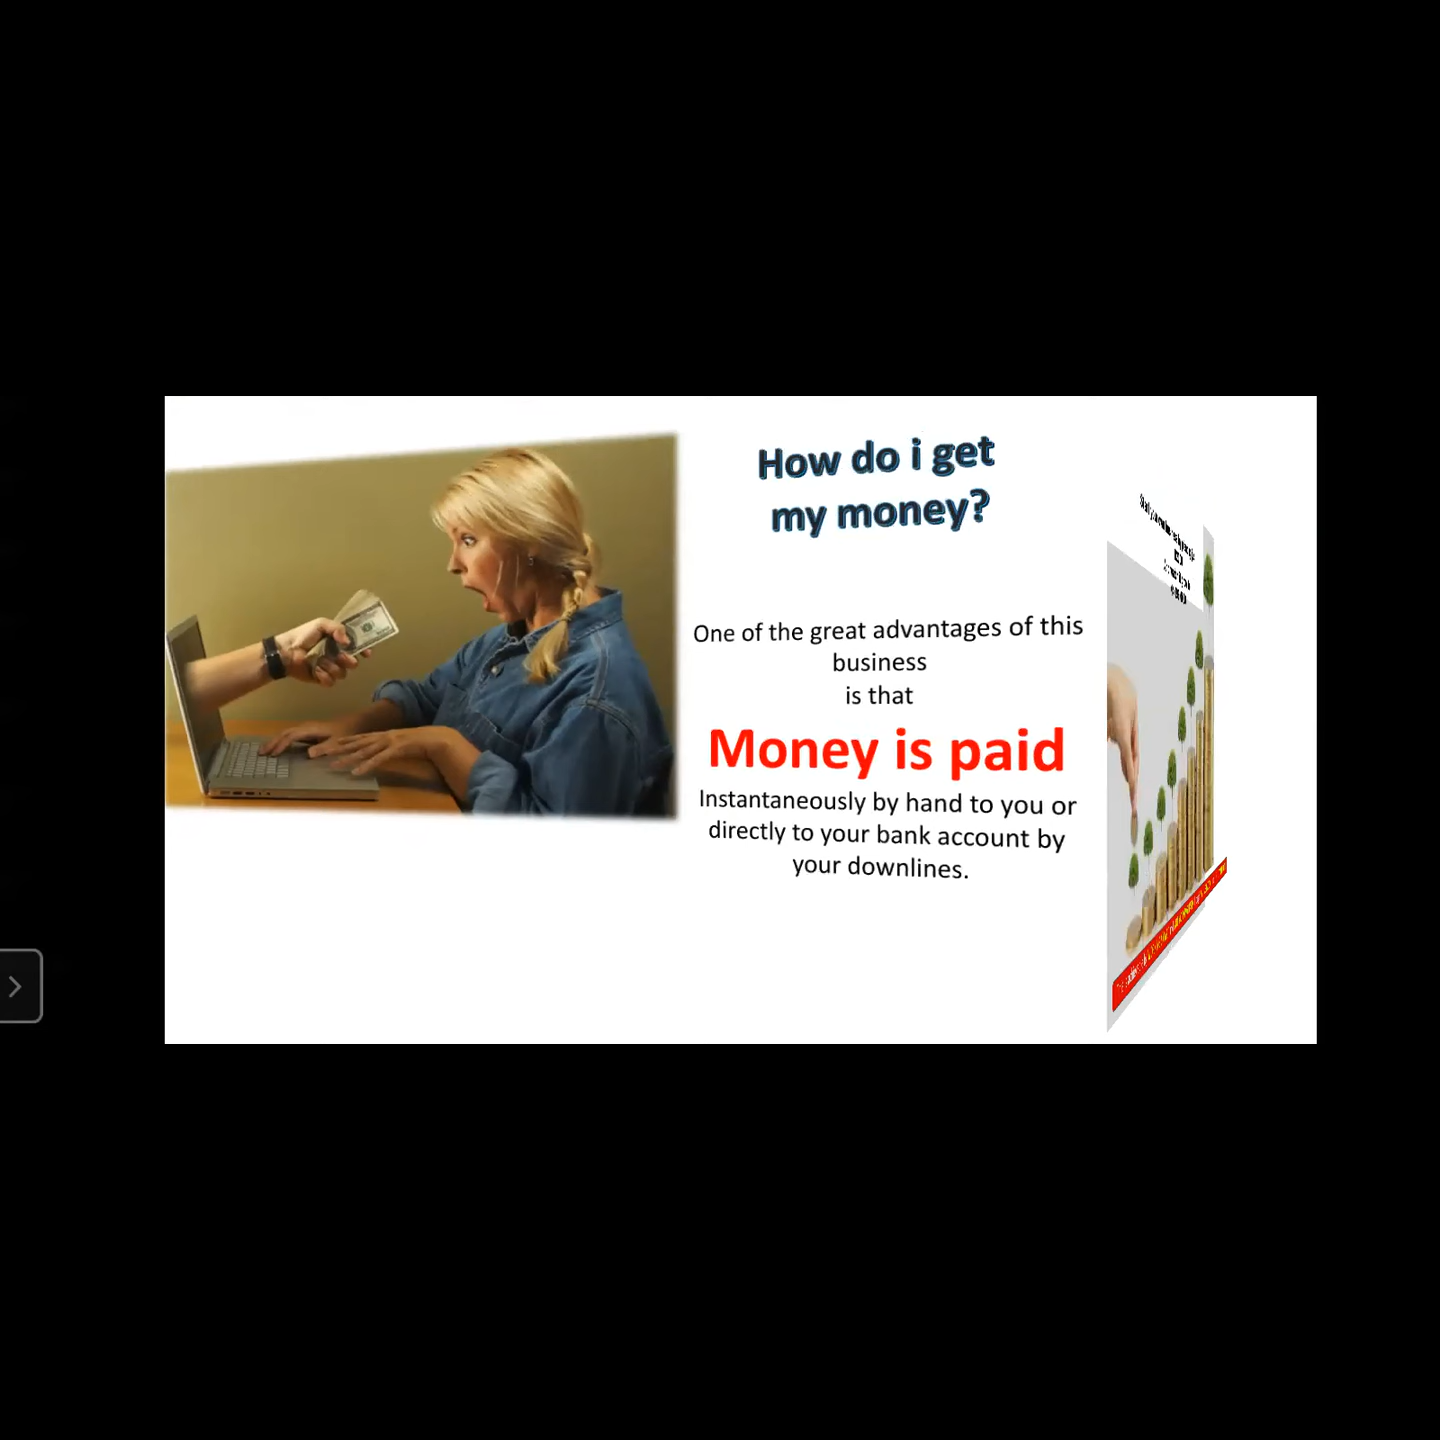 How do i get
my money?
One of the great advantages of this
business
is that
Money is paid
Instantaneously by hand to you or
directly to your bank account by
your downlines.